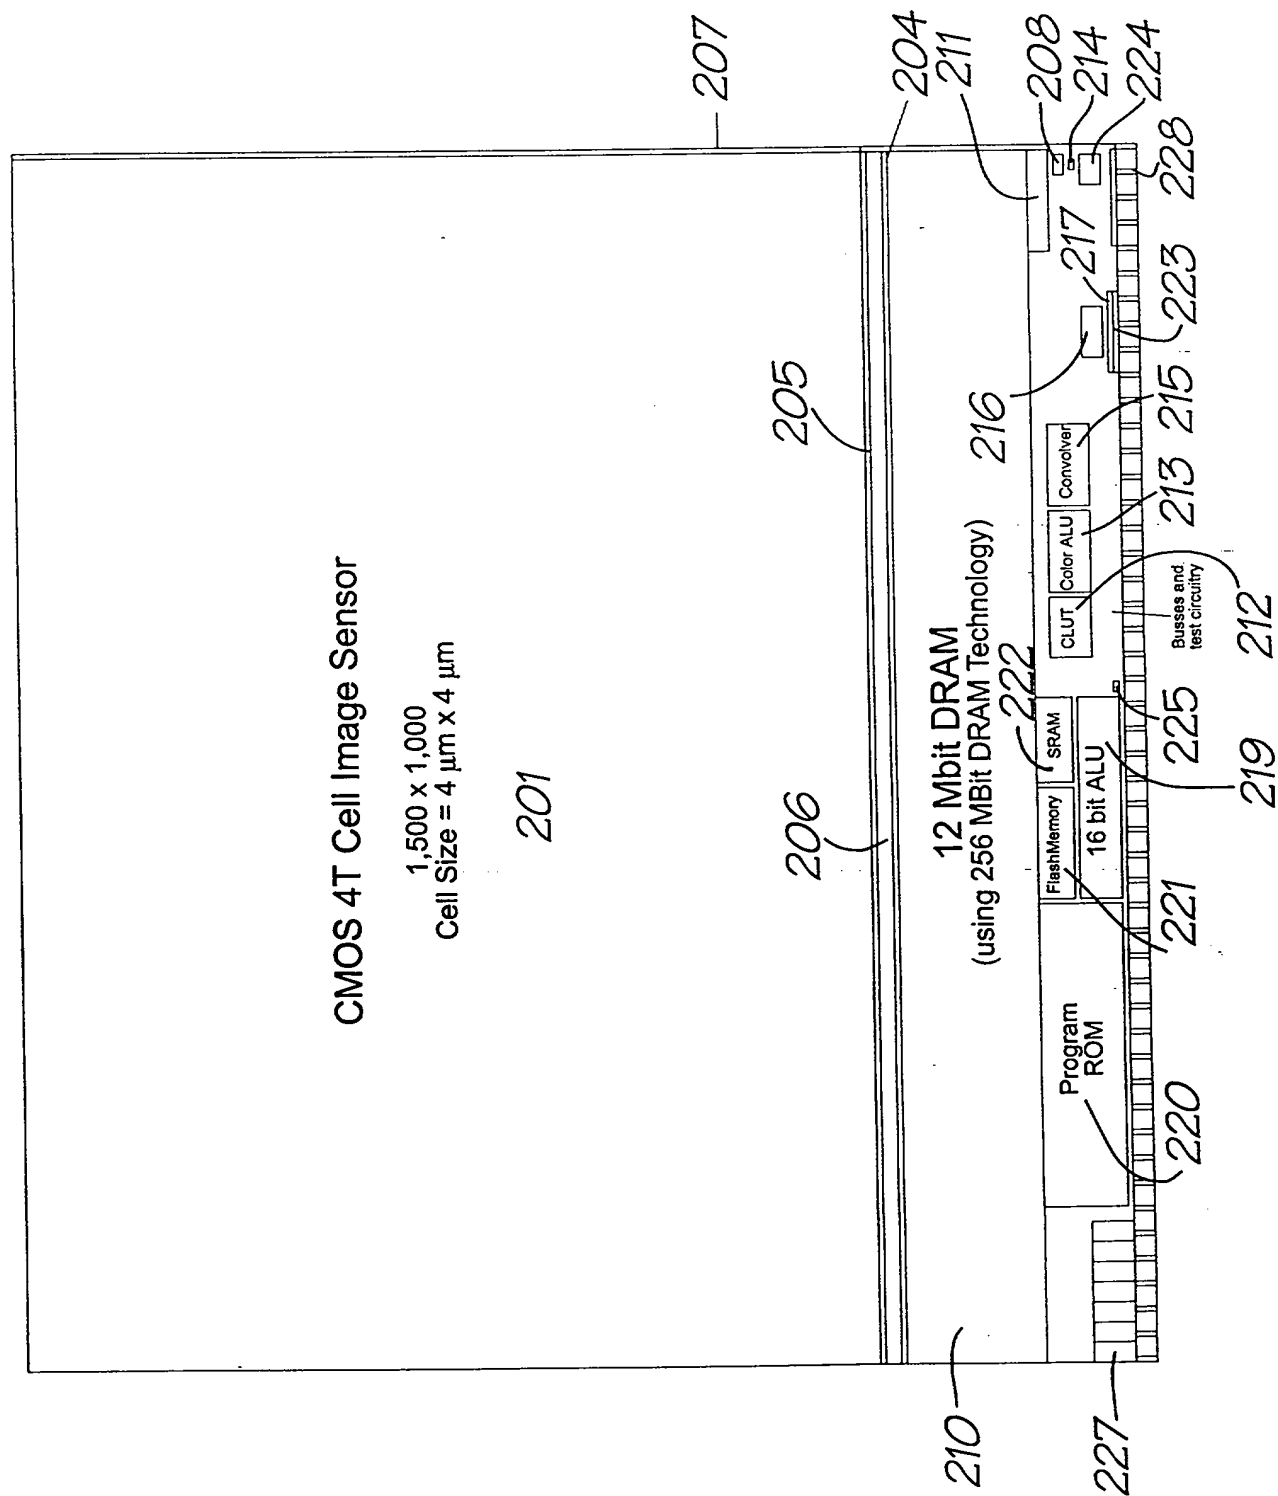 CMOS 4T Cell Image Sensor
1,500 x 1,000
Cell Size = 4 µm x 4 µm
201
207
205
206
204
211
12 Mbit DRAM
(using 256 MBit DRAM Technology)
210
208
214
224
228
217
223
216
215
213
212
222
225
219
221
220
227
Convolver
Color ALU
CLUT
Busses and
test circuitry
SRAM
FlashMemory
16 bit ALU
Program
ROM